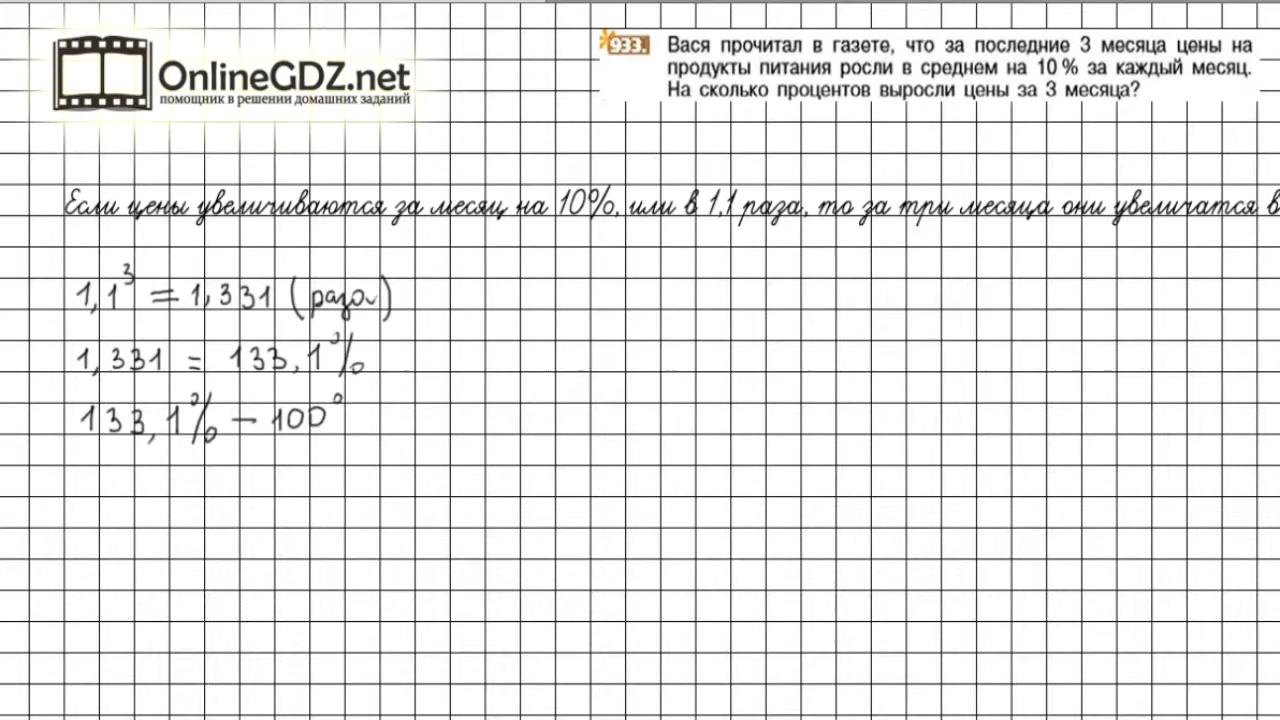 OnlineGDZ.net
помощник в решении домашних заданий
933. Вася прочитал в газете, что за последние 3 месяца цены на
продукты питания росли в среднем на 10 % за каждый месяц.
На сколько процентов выросли цены за 3 месяца?
Если цены увеличиваются за месяц на 10%, или в 1,1 раза, то за три месяца они увеличатся в
1,1³ = 1,331 (раза)
1,331 = 133,1%
133,1% – 100°